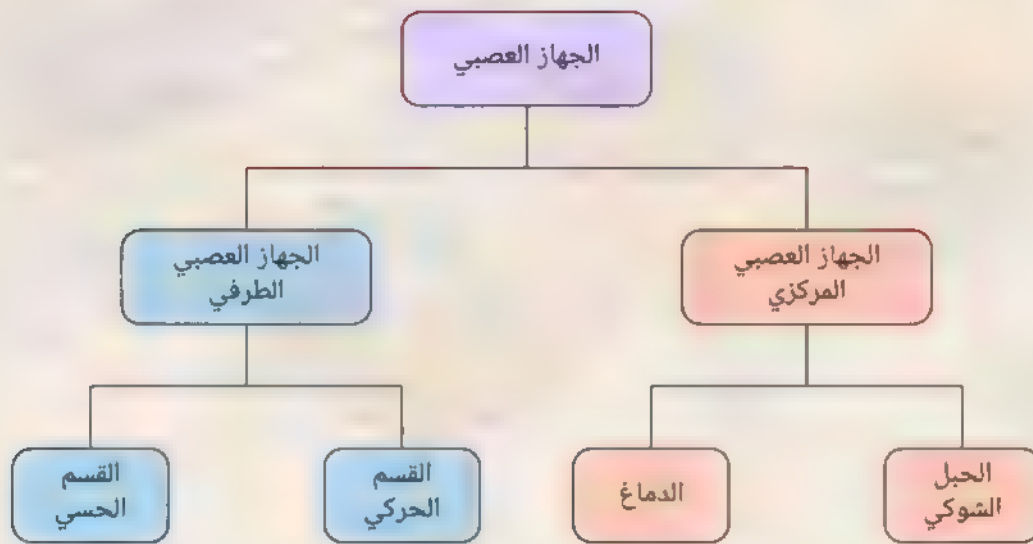 الجهاز العصبي
الجهاز العصبي
المركزي
الجهاز العصبي
الطرفي
الحبل
الشوكي
الدماغ
القسم
الحركي
القسم
الحسي